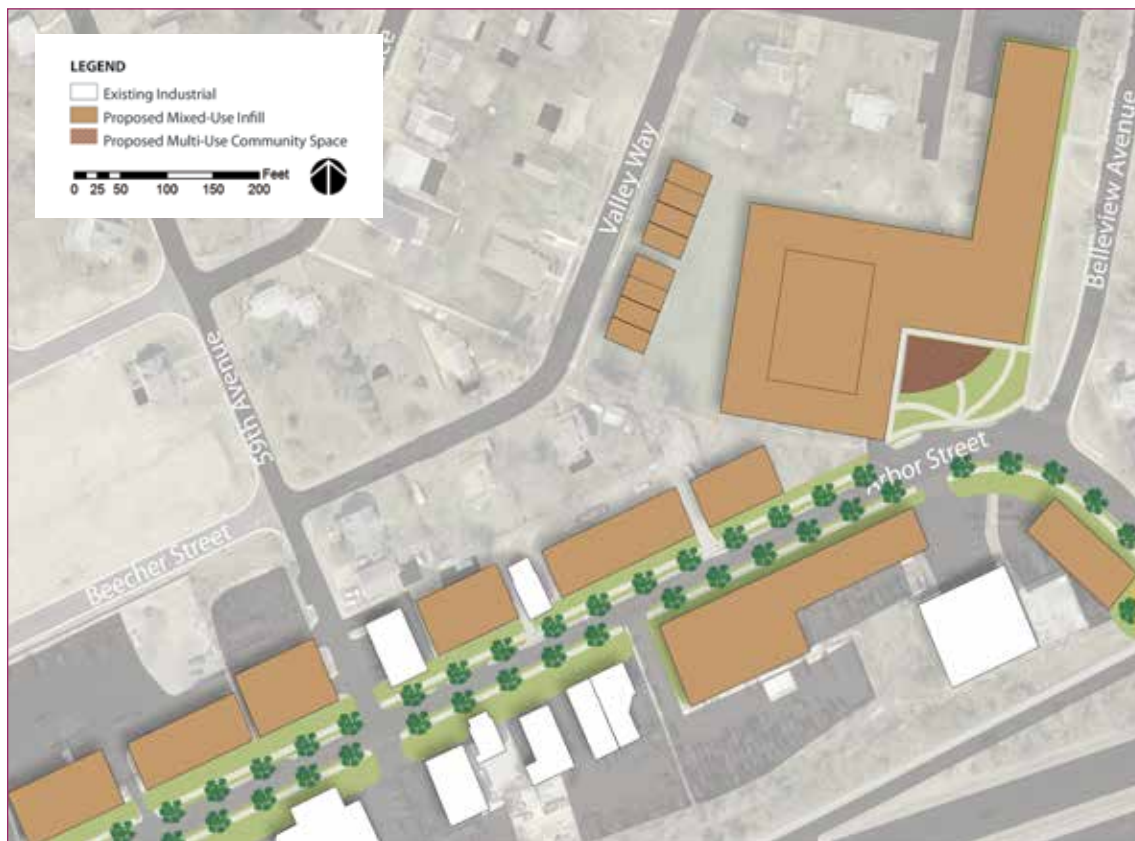 LEGEND
Existing Industrial
Proposed Mixed-Use Infill
Proposed Multi-Use Community Space
Feet
0 25 50 100 150 200
Valley Way
Belleview Avenue
59th Avenue
Arbor Street
Beecher Street